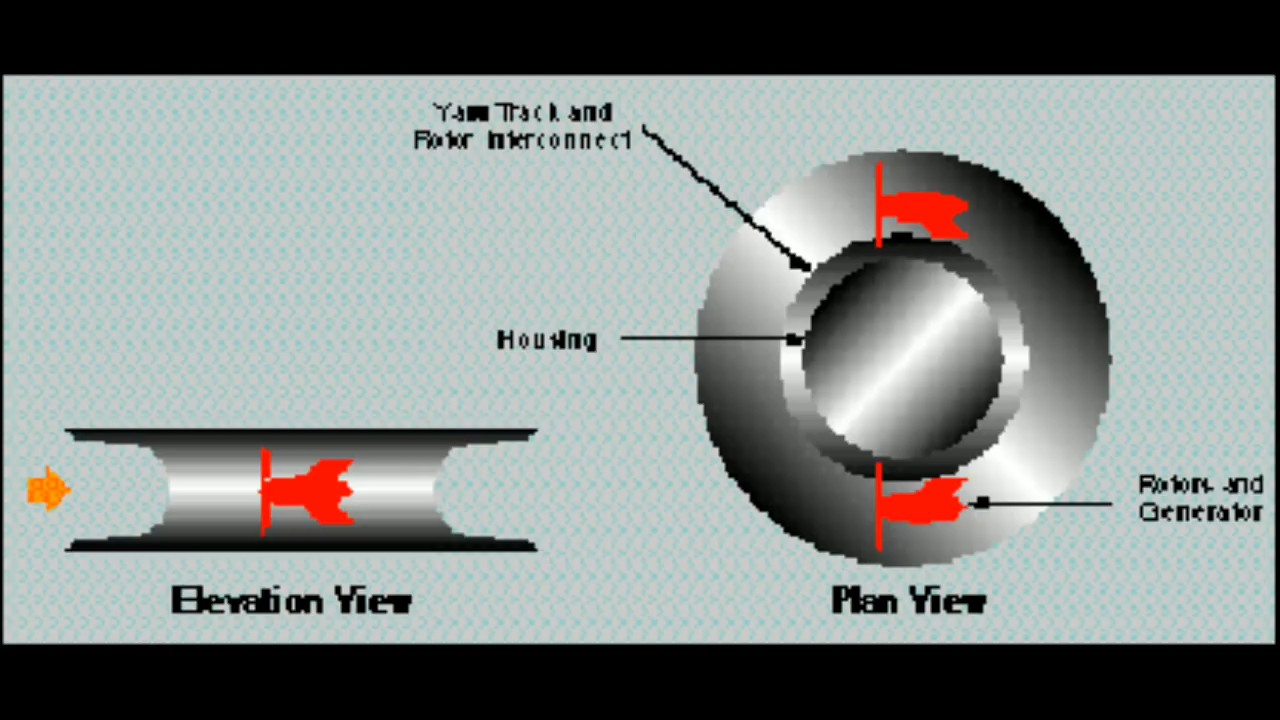 Yaw Track and
Rotor Interconnect
Housing
Rotors and
Generator
Elevation View
Plan View